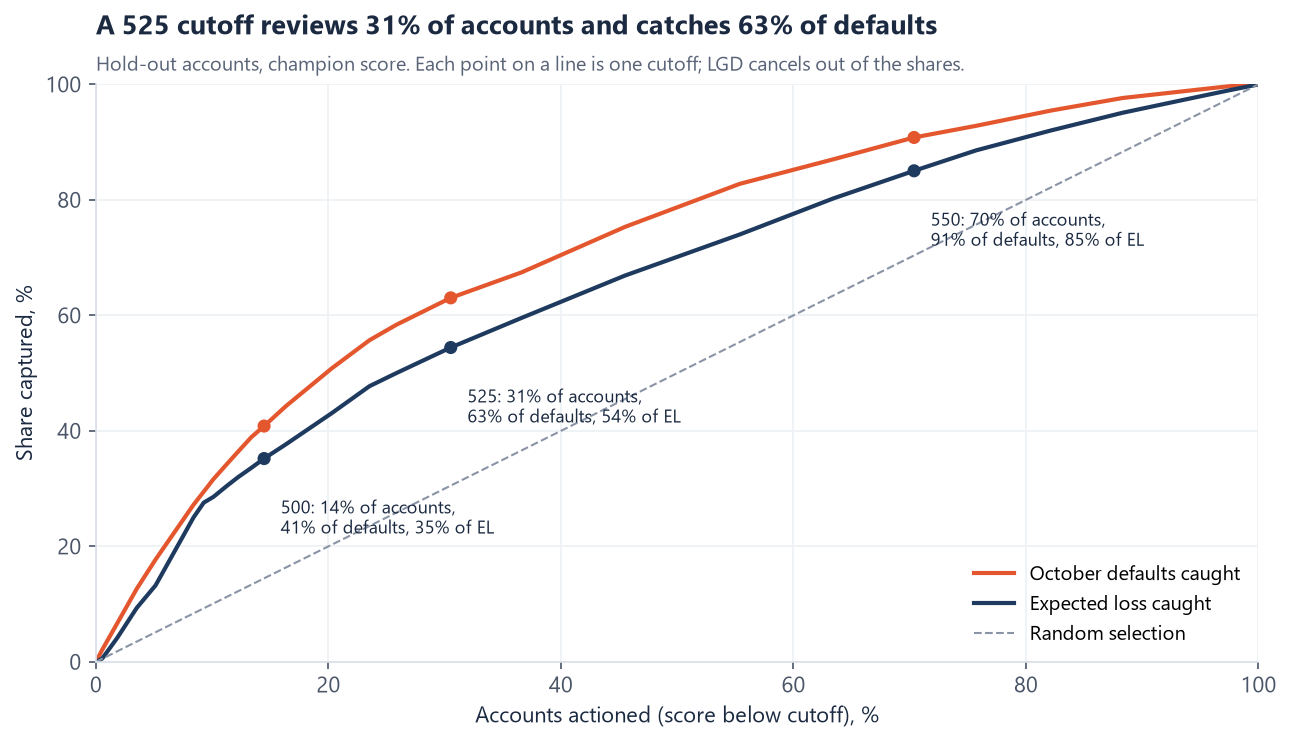 A 525 cutoff reviews 31% of accounts and catches 63% of defaults
Hold-out accounts, champion score. Each point on a line is one cutoff; LGD cancels out of the shares.
100
80
60
40
20
0
Share captured, %
550: 70% of accounts,
91% of defaults, 85% of EL
525: 31% of accounts,
63% of defaults, 54% of EL
500: 14% of accounts,
41% of defaults, 35% of EL
October defaults caught
Expected loss caught
Random selection
0
20
40
60
80
100
Accounts actioned (score below cutoff), %